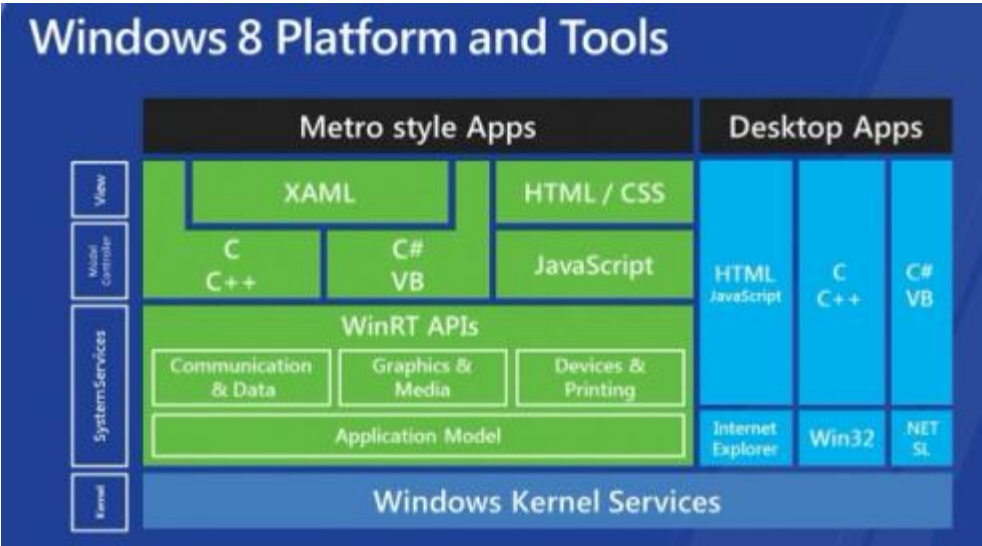 Windows 8 Platform and Tools
Metro style Apps
Desktop Apps
View
XAML
HTML / CSS
Model
Controller
C
C++
C#
VB
JavaScript
HTML
JavaScript
C
C++
C#
VB
System Services
WinRT APIs
Communication
& Data
Graphics &
Media
Devices &
Printing
Application Model
Internet
Explorer
Win32
.NET
SL
Kernel
Windows Kernel Services